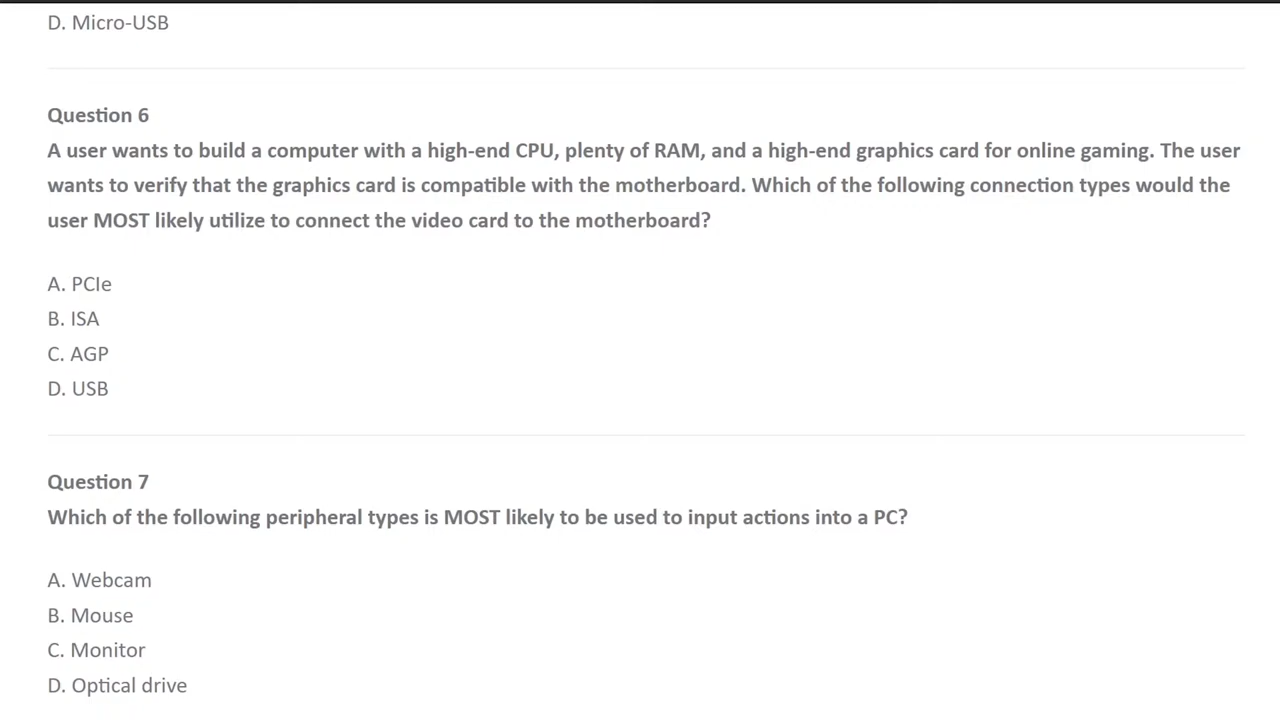 D. Micro-USB
Question 6
A user wants to build a computer with a high-end CPU, plenty of RAM, and a high-end graphics card for online gaming. The user
wants to verify that the graphics card is compatible with the motherboard. Which of the following connection types would the
user MOST likely utilize to connect the video card to the motherboard?
A. PCIe
B. ISA
C. AGP
D. USB
Question 7
Which of the following peripheral types is MOST likely to be used to input actions into a PC?
A. Webcam
B. Mouse
C. Monitor
D. Optical drive